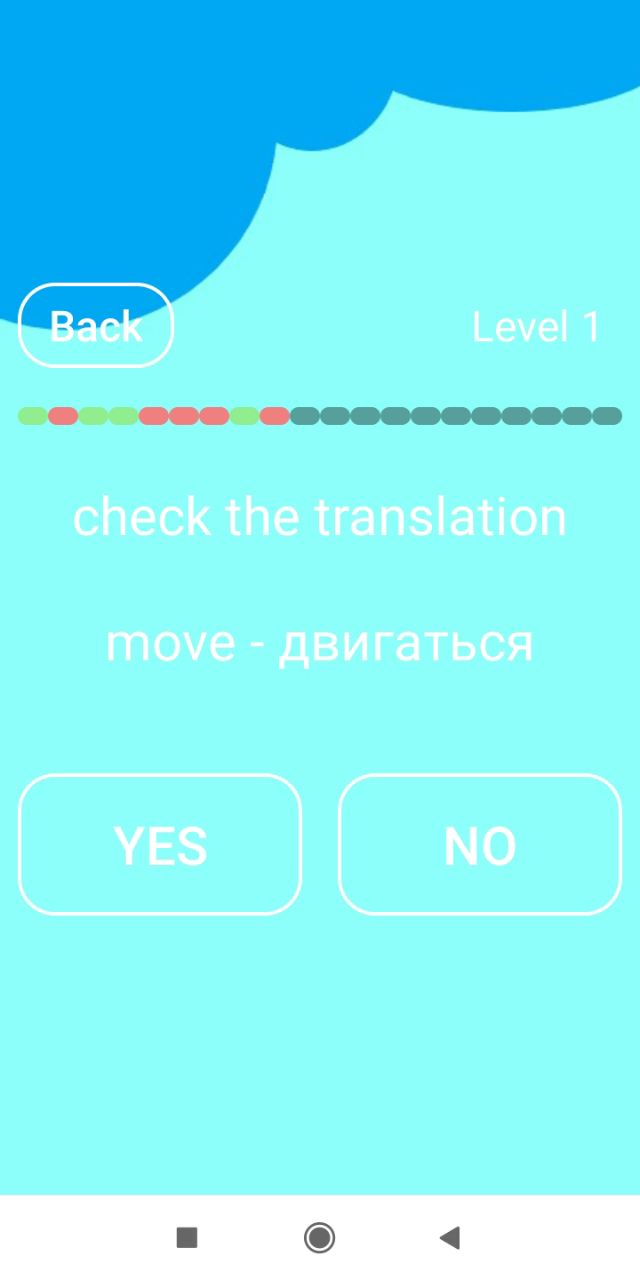 Back
Level 1
check the translation
move - двигаться
YES
NO